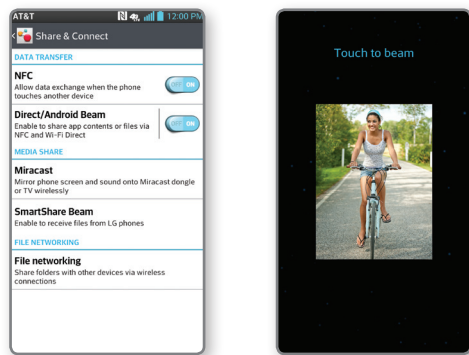 AT&T 4G 12:00 PM
Share & Connect
DATA TRANSFER
NFC
Allow data exchange when the phone
touches another device
OFF ON
Direct/Android Beam
Enable to share app contents or files via
NFC and Wi-Fi Direct
OFF ON
MEDIA SHARE
Miracast
Mirror phone screen and sound onto Miracast dongle
or TV wirelessly
SmartShare Beam
Enable to receive files from LG phones
FILE NETWORKING
File networking
Share folders with other devices via wireless
connections
Touch to beam